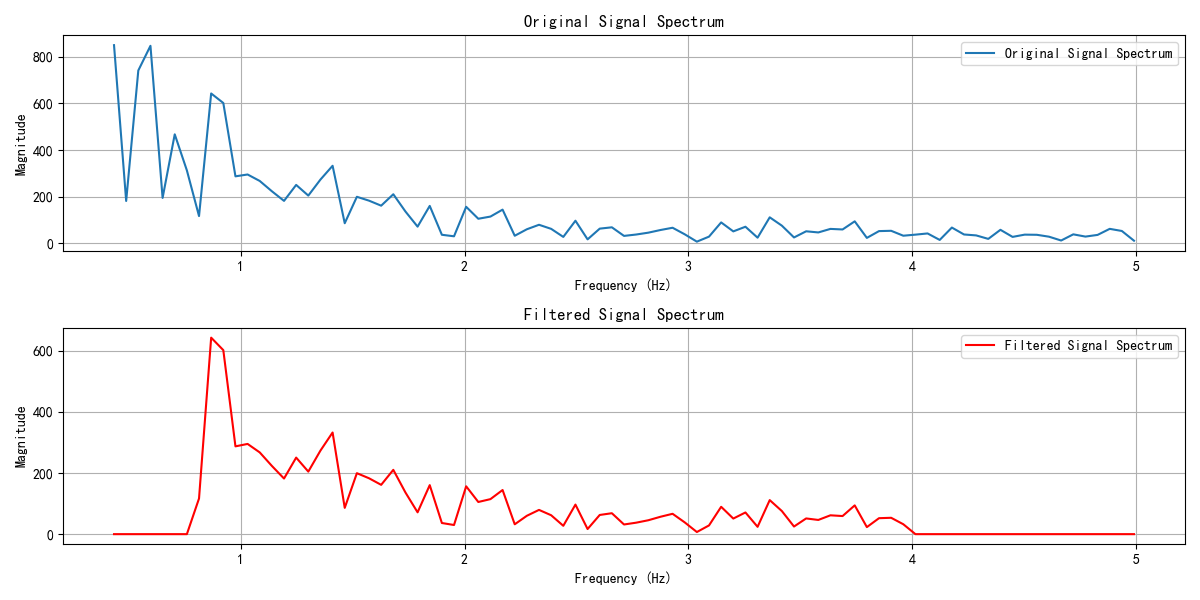 Original Signal Spectrum
Original Signal Spectrum
800
600
400
200
0
Magnitude
1 2 3 4 5
Frequency (Hz)
Filtered Signal Spectrum
Filtered Signal Spectrum
600
400
200
0
Magnitude
1 2 3 4 5
Frequency (Hz)